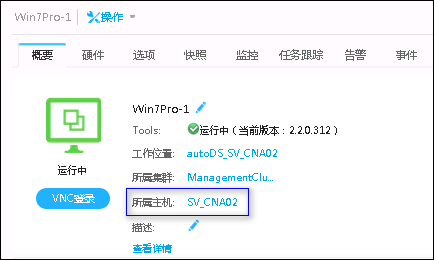 Win7Pro-1 操作
概要 硬件 选项 快照 监控 任务跟踪 告警 事件
Win7Pro-1
Tools: 运行中（当前版本：2.2.0.312）
运行中
工作位置: autoDS_SV_CNA02
所属集群: ManagementClu...
VNC登录
所属主机: SV_CNA02
描述:
查看详情